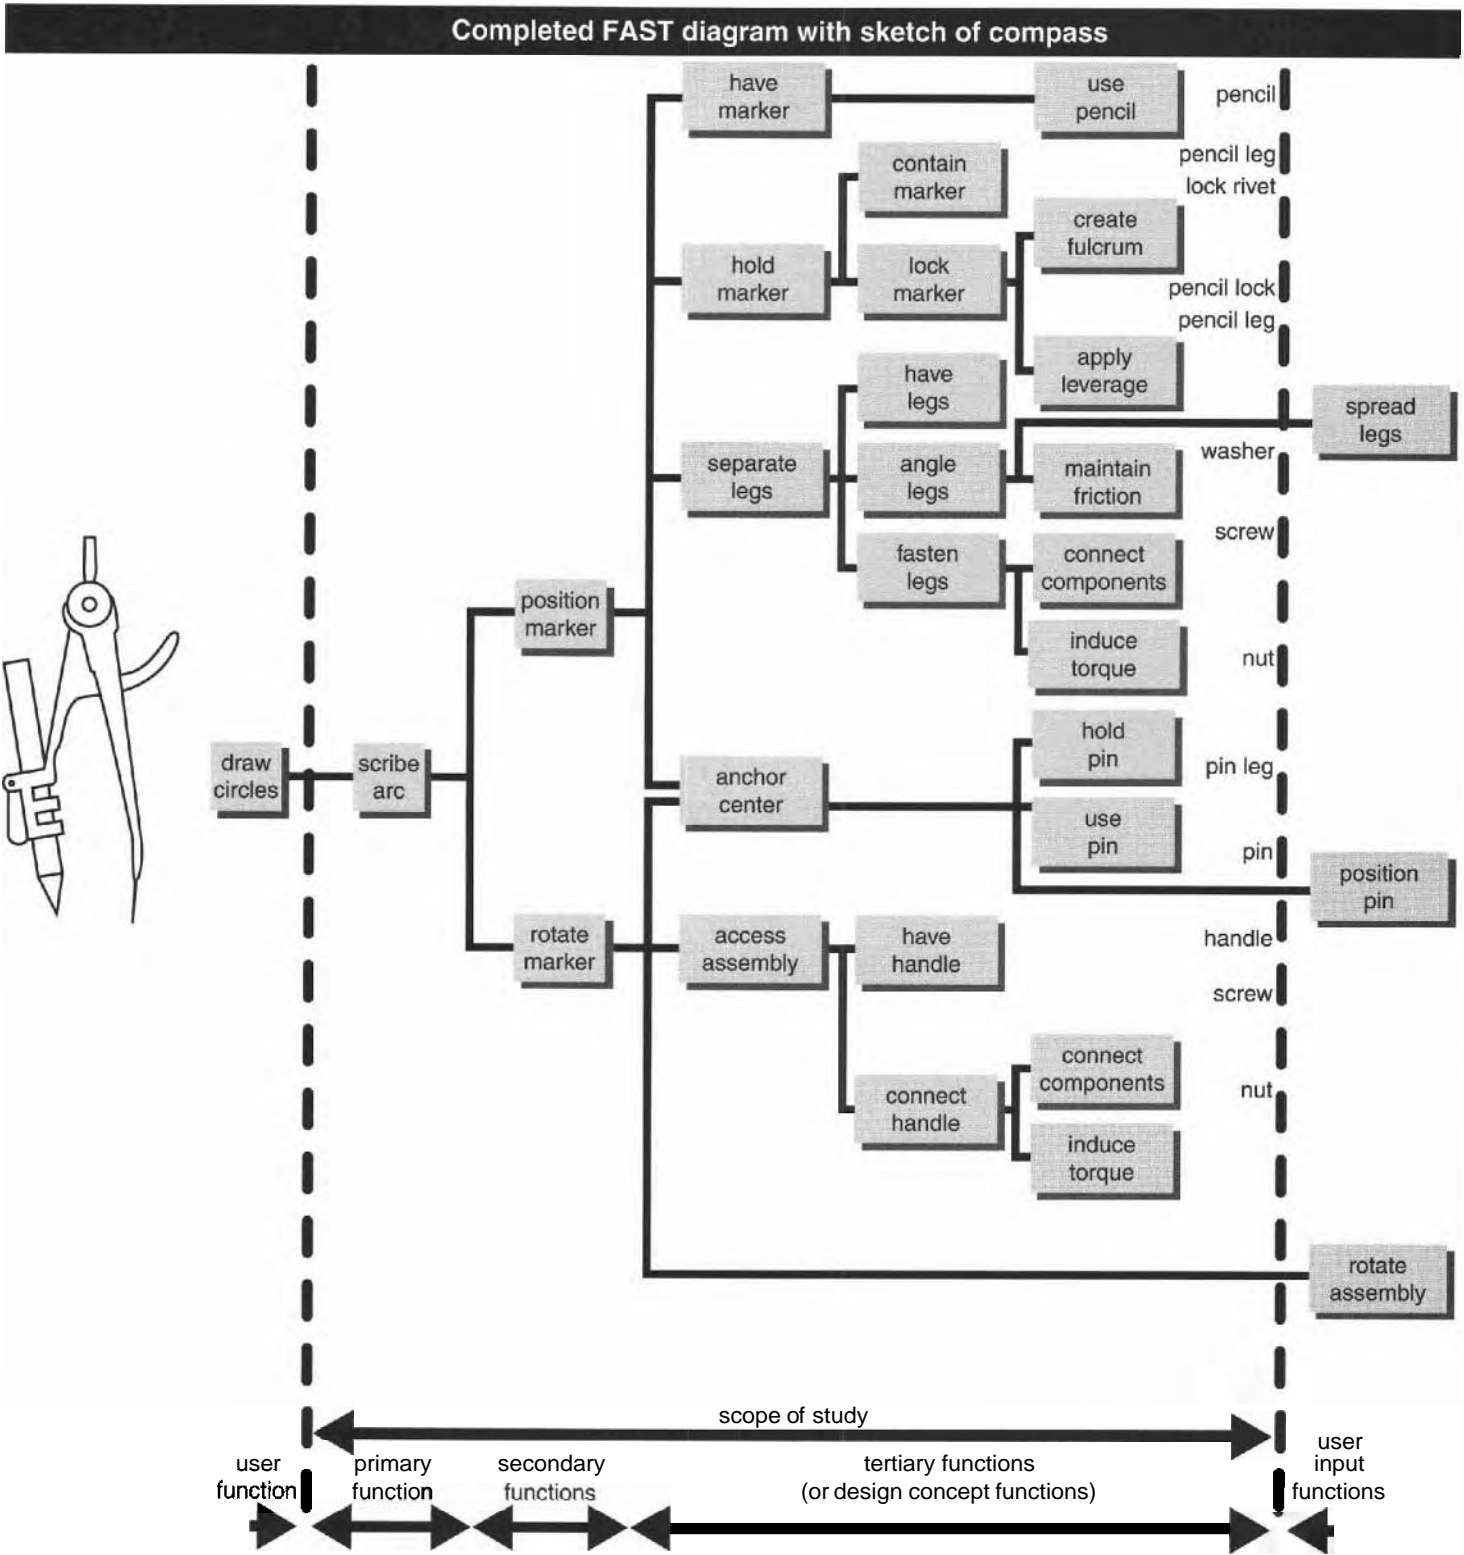 Completed FAST diagram with sketch of compass
have
marker
use
pencil
pencil
contain
marker
pencil leg
lock rivet
create
fulcrum
hold
marker
lock
marker
pencil lock
pencil leg
apply
leverage
have
legs
spread
legs
separate
legs
angle
legs
maintain
friction
washer
screw
fasten
legs
connect
components
position
marker
induce
torque
nut
draw
circles
scribe
arc
anchor
center
hold
pin
pin leg
use
pin
pin
position
pin
rotate
marker
access
assembly
have
handle
handle
screw
connect
handle
connect
components
nut
induce
torque
rotate
assembly
scope of study
user
function
primary
function
secondary
functions
tertiary functions
(or design concept functions)
user
input
functions